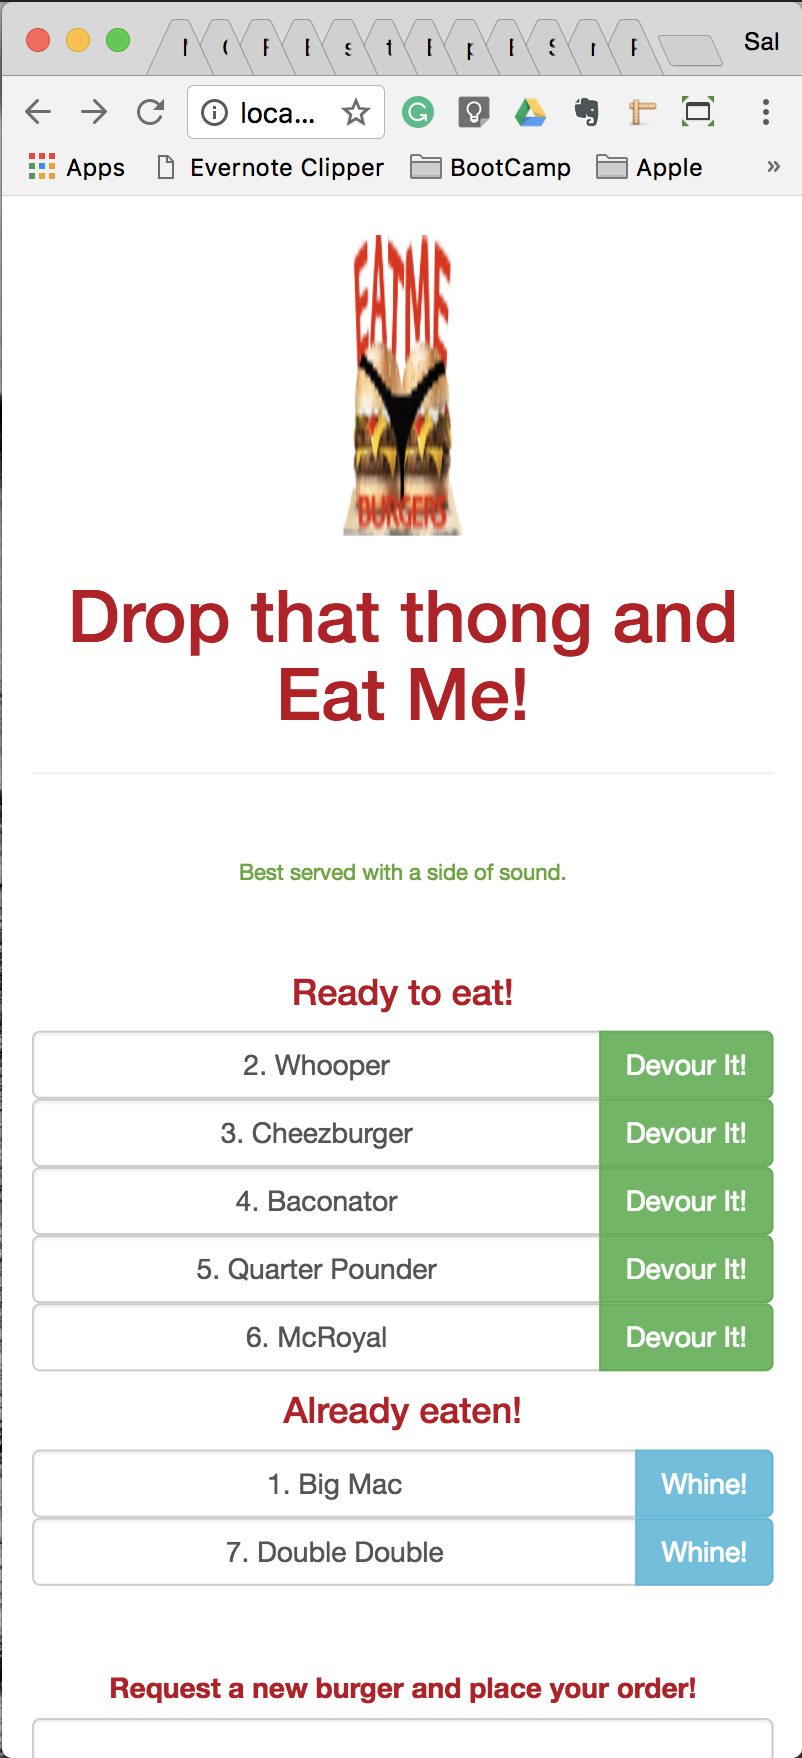 Sal
loca...
Apps
Evernote Clipper
BootCamp
Apple
»
EAT ME
BURGERS
Drop that thong and
Eat Me!
Best served with a side of sound.
Ready to eat!
2. Whooper
Devour It!
3. Cheezburger
Devour It!
4. Baconator
Devour It!
5. Quarter Pounder
Devour It!
6. McRoyal
Devour It!
Already eaten!
1. Big Mac
Whine!
7. Double Double
Whine!
Request a new burger and place your order!